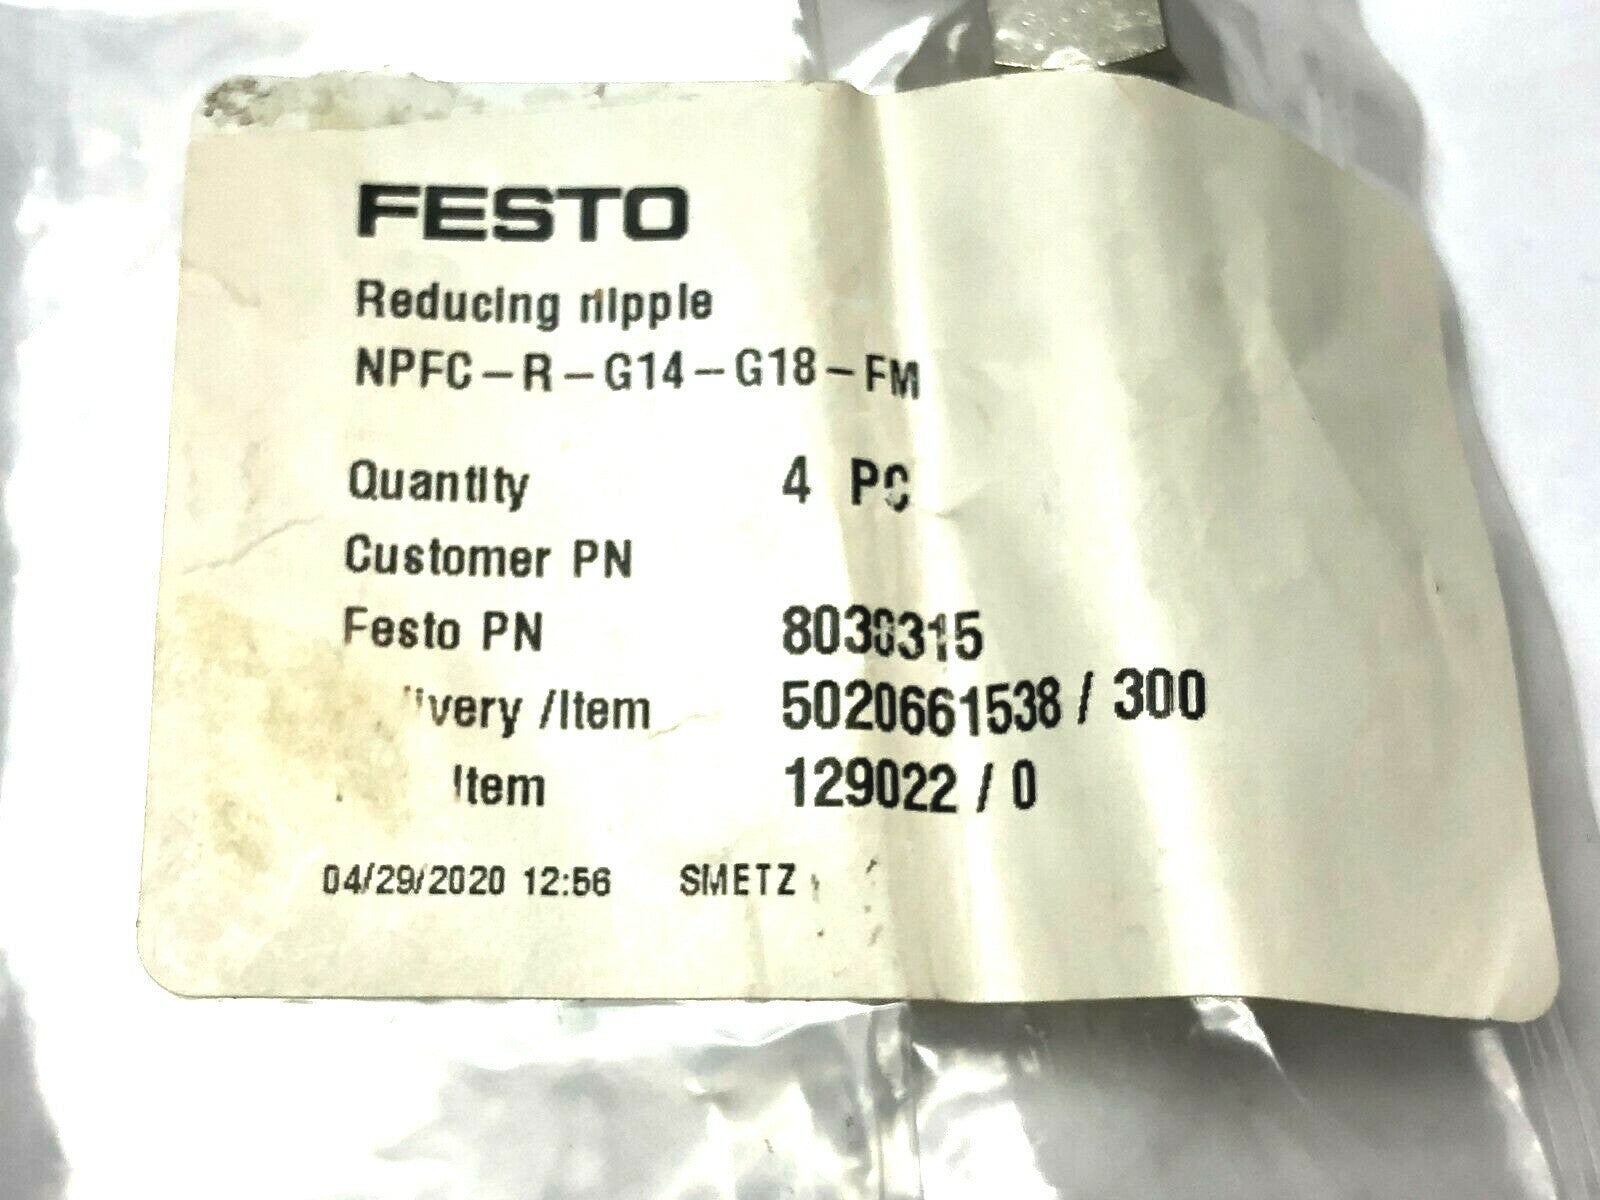 FESTO
Reducing nipple
NPFC-R-G14-G18-FM
Quantity 4 PC
Customer PN
Festo PN 8030315
/Item 5020661538 / 300
Item 129022 / 0
04/29/2020 12:56 SMETZ